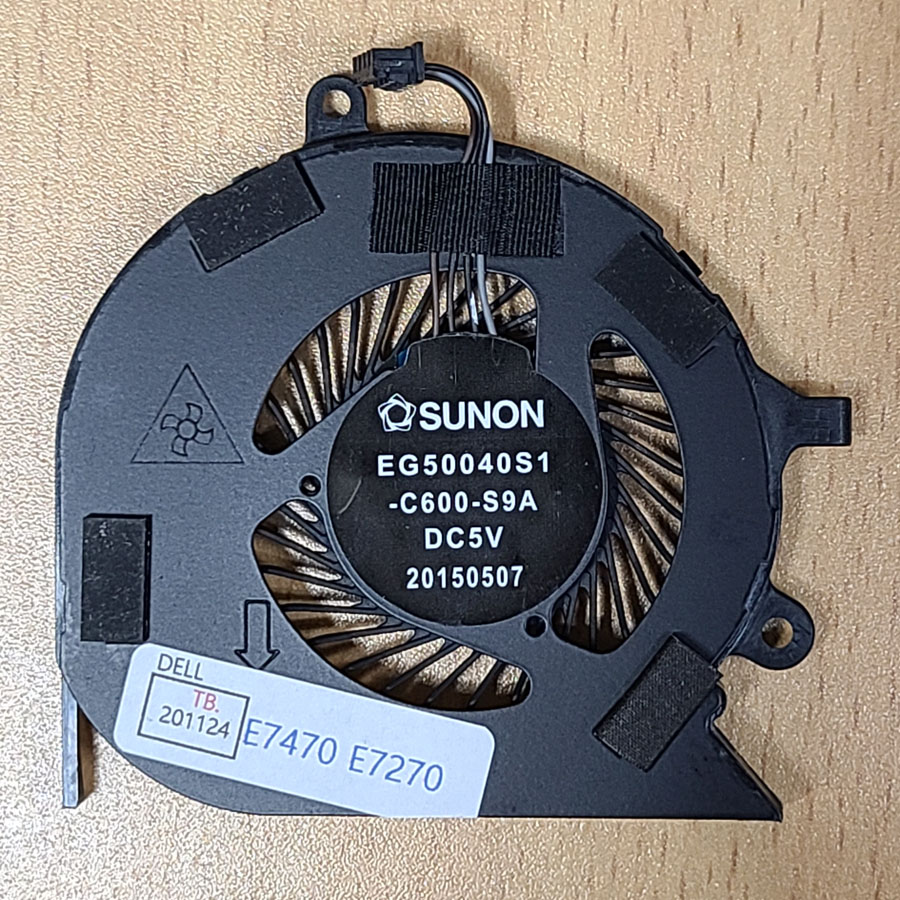 SUNON
EG50040S1
-C600-S9A
DC5V
20150507
DELL
TB.
201124
E7470 E7270